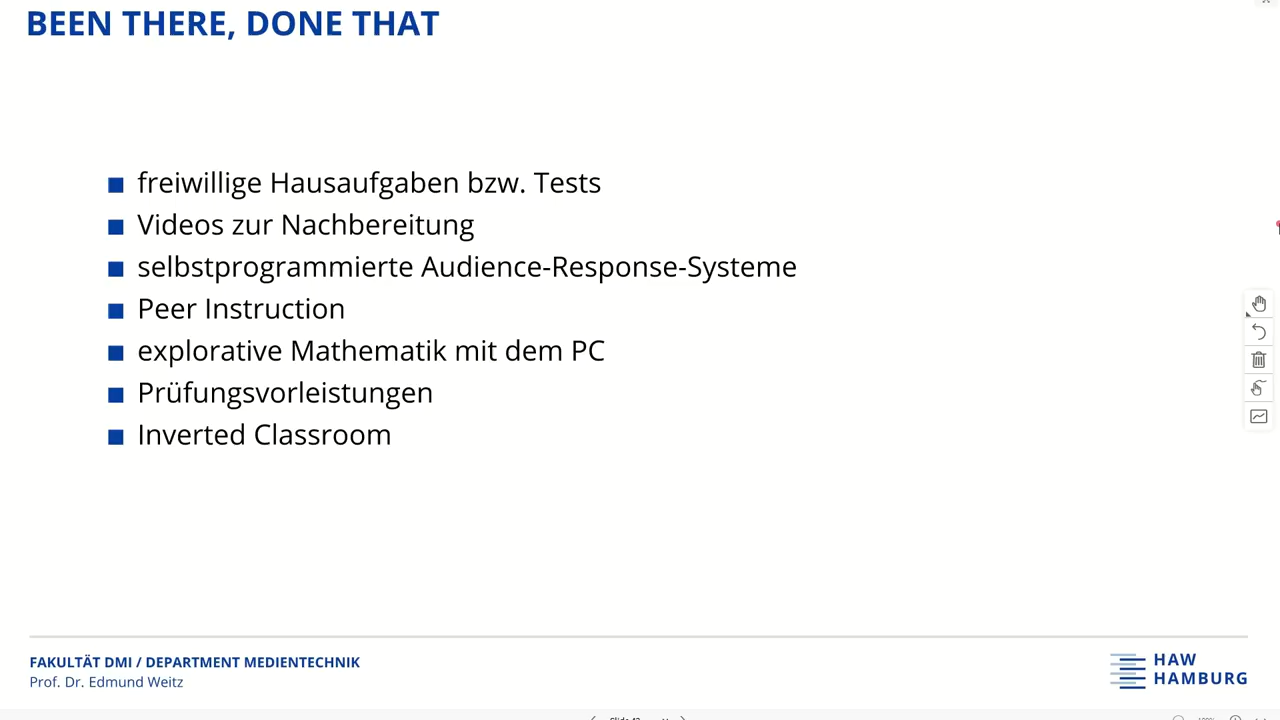 BEEN THERE, DONE THAT
freiwillige Hausaufgaben bzw. Tests
Videos zur Nachbereitung
selbstprogrammierte Audience-Response-Systeme
Peer Instruction
explorative Mathematik mit dem PC
Prüfungsvorleistungen
Inverted Classroom
FAKULTÄT DMI / DEPARTMENT MEDIENTECHNIK
Prof. Dr. Edmund Weitz
HAW
HAMBURG